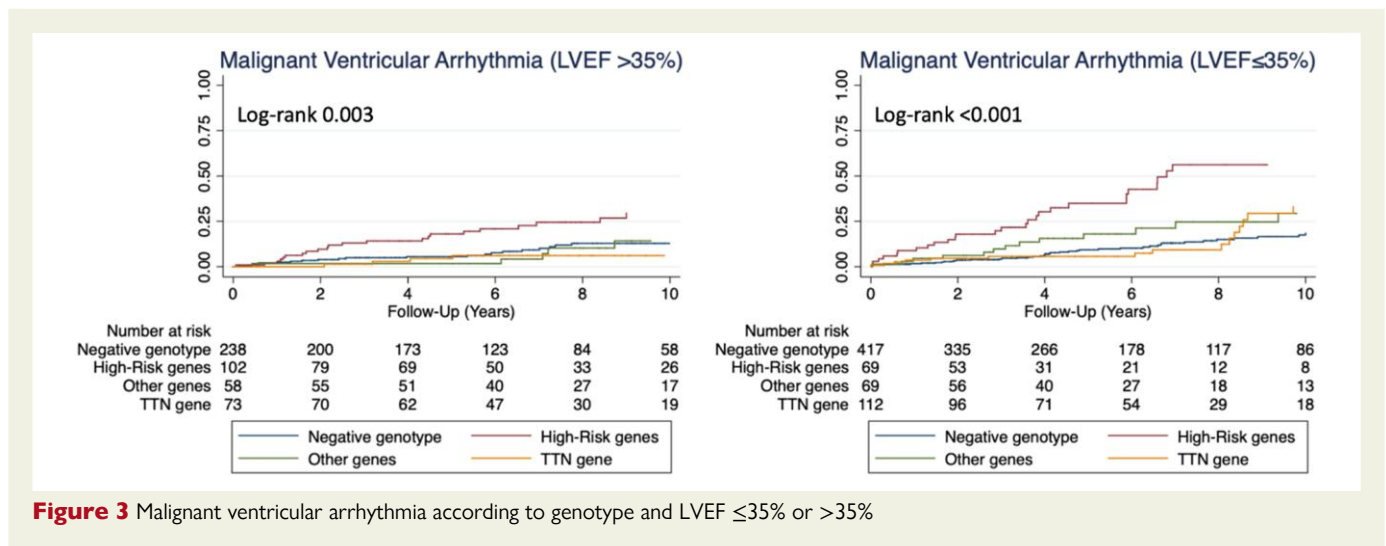 Malignant Ventricular Arrhythmia (LVEF >35%)
Log-rank 0.003
1.00
0.75
0.50
0.25
0.00
0 2 4 6 8 10
Follow-Up (Years)
Number at risk
Negative genotype 238 200 173 123 84 58
High-Risk genes 102 79 69 50 33 26
Other genes 58 55 51 40 27 17
TTN gene 73 70 62 47 30 19
Negative genotype High-Risk genes
Other genes TTN gene
Malignant Ventricular Arrhythmia (LVEF≤35%)
Log-rank <0.001
1.00
0.75
0.50
0.25
0.00
0 2 4 6 8 10
Follow-Up (Years)
Number at risk
Negative genotype 417 335 266 178 117 86
High-Risk genes 69 53 31 21 12 8
Other genes 69 56 40 27 18 13
TTN gene 112 96 71 54 29 18
Negative genotype High-Risk genes
Other genes TTN gene
Figure 3 Malignant ventricular arrhythmia according to genotype and LVEF ≤35% or >35%